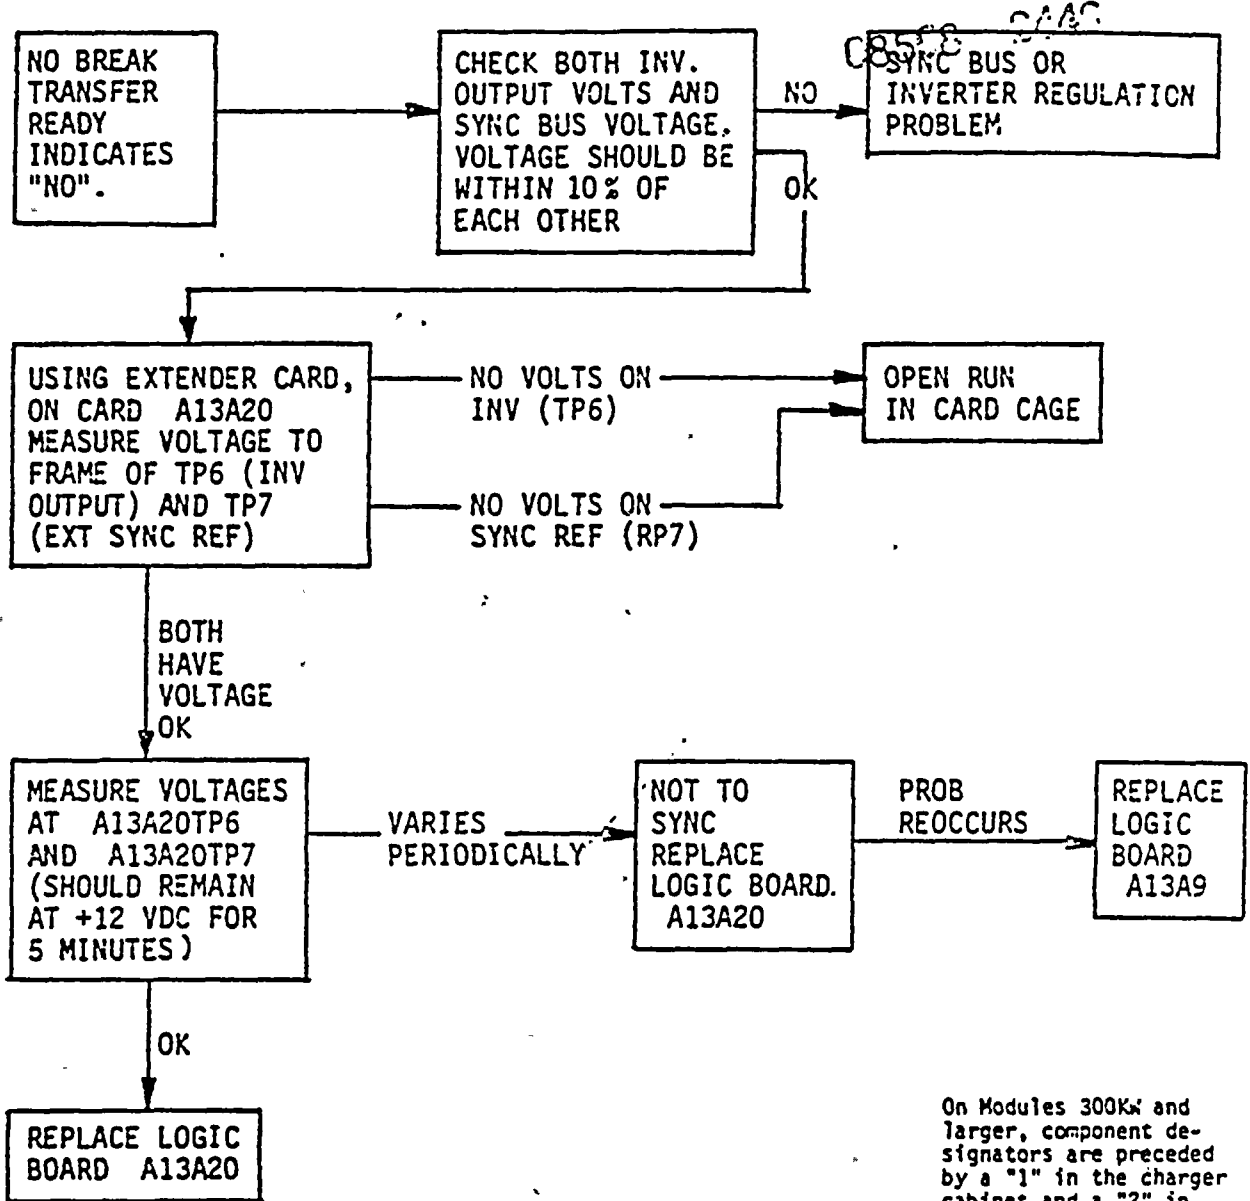 NO BREAK
TRANSFER
READY
INDICATES
"NO".
CHECK BOTH INV.
OUTPUT VOLTS AND
SYNC BUS VOLTAGE.
VOLTAGE SHOULD BE
WITHIN 10% OF
EACH OTHER
NO
OK
SYNC BUS OR
INVERTER REGULATION
PROBLEM
USING EXTENDER CARD,
ON CARD A13A20
MEASURE VOLTAGE TO
FRAME OF TP6 (INV
OUTPUT) AND TP7
(EXT SYNC REF)
NO VOLTS ON
INV (TP6)
NO VOLTS ON
SYNC REF (RP7)
OPEN RUN
IN CARD CAGE
BOTH
HAVE
VOLTAGE
OK
MEASURE VOLTAGES
AT A13A20TP6
AND A13A20TP7
(SHOULD REMAIN
AT +12 VDC FOR
5 MINUTES)
VARIES
PERIODICALLY
NOT TO
SYNC
REPLACE
LOGIC BOARD.
A13A20
PROB
REOCCURS
REPLACE
LOGIC
BOARD
A13A9
OK
REPLACE LOGIC
BOARD A13A20
On Modules 300Kw and
larger, component de-
signators are preceded
by a "1" in the charger
cabinet and a "2" in